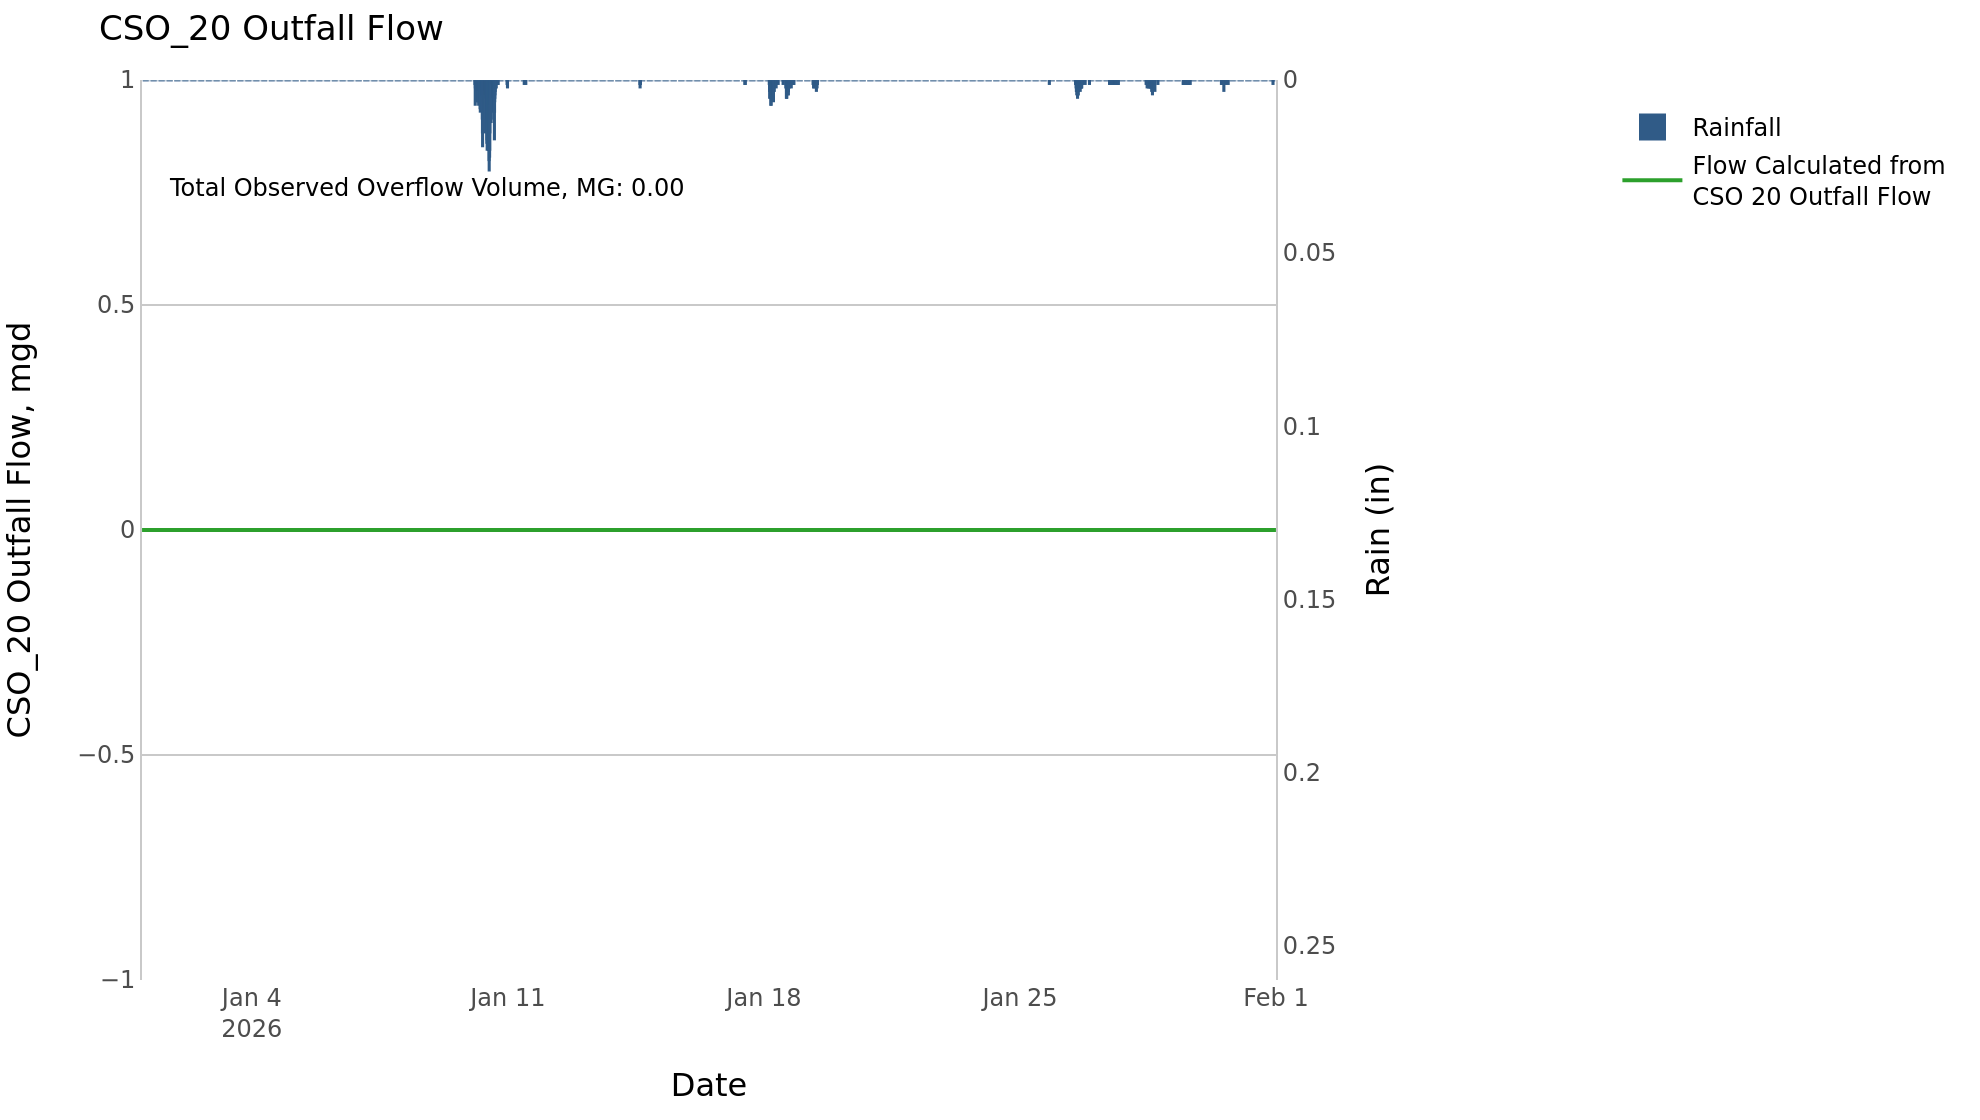 CSO_20 Outfall Flow
1
0.5
0
−0.5
−1
CSO_20 Outfall Flow, mgd
Total Observed Overflow Volume, MG: 0.00
0
0.05
0.1
0.15
0.2
0.25
Rain (in)
Jan 4
2026
Jan 11
Jan 18
Jan 25
Feb 1
Date
Rainfall
Flow Calculated from
CSO 20 Outfall Flow